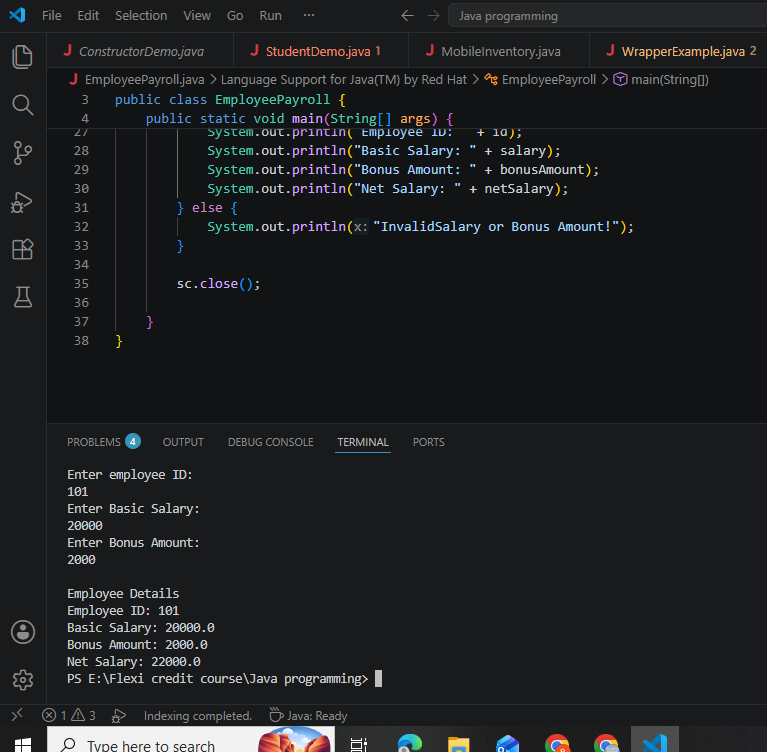 File Edit Selection View Go Run ··· ← → Java programming
J ConstructorDemo.java J StudentDemo.java 1 J MobileInventory.java J WrapperExample.java 2
J EmployeePayroll.java > Language Support for Java(TM) by Red Hat > EmployeePayroll > main(String[])
3 public class EmployeePayroll {
4 public static void main(String[] args) {
27 System.out.println("Employee ID: " + id);
28 System.out.println("Basic Salary: " + salary);
29 System.out.println("Bonus Amount: " + bonusAmount);
30 System.out.println("Net Salary: " + netSalary);
31 } else {
32 System.out.println(x: "InvalidSalary or Bonus Amount!");
33 }
34
35 sc.close();
36
37 }
38 }
PROBLEMS 4 OUTPUT DEBUG CONSOLE TERMINAL PORTS
Enter employee ID:
101
Enter Basic Salary:
20000
Enter Bonus Amount:
2000
Employee Details
Employee ID: 101
Basic Salary: 20000.0
Bonus Amount: 2000.0
Net Salary: 22000.0
PS E:\Flexi credit course\Java programming>
1 3 Indexing completed. Java: Ready
Type here to search